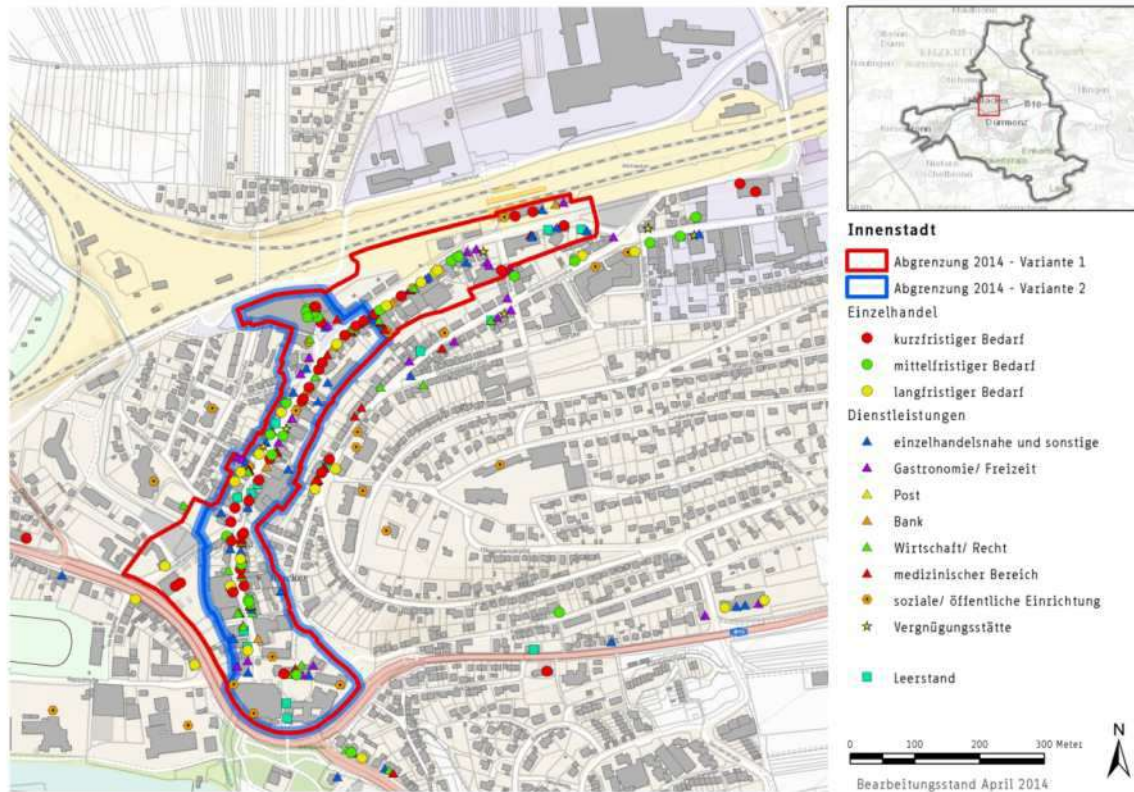 Innenstadt
Abgrenzung 2014 - Variante 1
Abgrenzung 2014 - Variante 2
Einzelhandel
kurzfristiger Bedarf
mittelfristiger Bedarf
langfristiger Bedarf
Dienstleistungen
einzelhandelsnahe und sonstige
Gastronomie/ Freizeit
Post
Bank
Wirtschaft/ Recht
medizinischer Bereich
soziale/ öffentliche Einrichtung
Vergnügungsstätte
Leerstand
0 100 200 300 Meter
N
Bearbeitungsstand April 2014